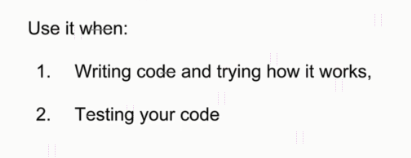 Use it when:
1. Writing code and trying how it works,
2. Testing your code